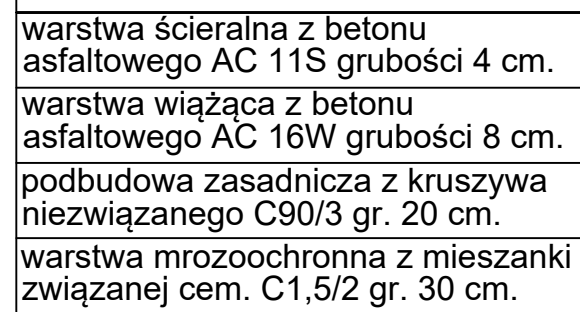 warstwa ścieralna z betonu
asfaltowego AC 11S grubości 4 cm.
warstwa wiążąca z betonu
asfaltowego AC 16W grubości 8 cm.
podbudowa zasadnicza z kruszywa
niezwiązanego C90/3 gr. 20 cm.
warstwa mrozoochronna z mieszanki
związanej cem. C1,5/2 gr. 30 cm.